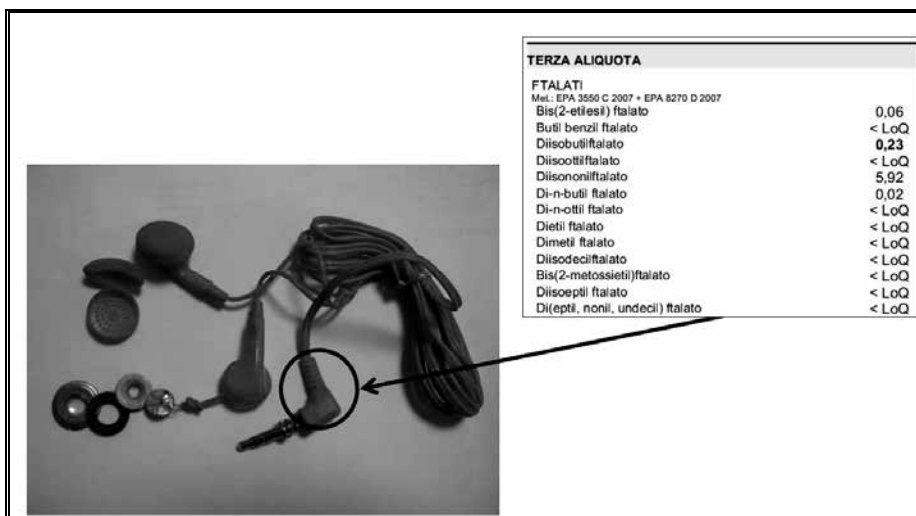 TERZA ALIQUOTA
FTALATI
Met.: EPA 3550 C 2007 + EPA 8270 D 2007
Bis(2-etilesil) ftalato 0,06
Butil benzil ftalato < LoQ
Diisobutilftalato 0,23
Diisoottilftalato < LoQ
Diisononilftalato 5,92
Di-n-butil ftalato 0,02
Di-n-ottil ftalato < LoQ
Dietil ftalato < LoQ
Dimetil ftalato < LoQ
Diisodecilftalato < LoQ
Bis(2-metossietil)ftalato < LoQ
Diisoeptil ftalato < LoQ
Di(eptil, nonil, undecil) ftalato < LoQ